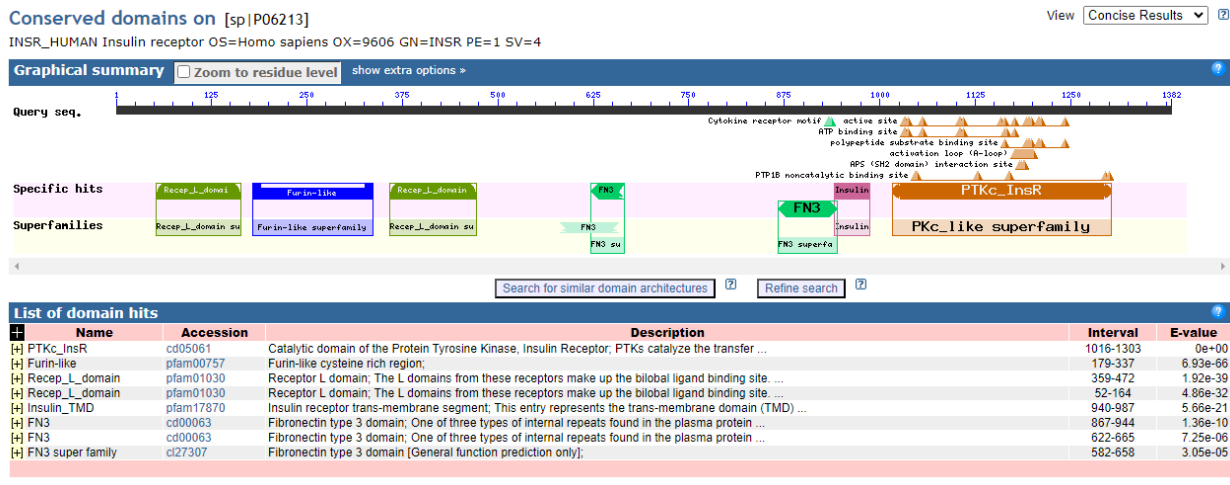 Conserved domains on [sp|P06213]
View Concise Results ?
INSR_HUMAN Insulin receptor OS=Homo sapiens OX=9606 GN=INSR PE=1 SV=4
Graphical summary Zoom to residue level show extra options » ?
1 125 250 375 500 625 750 875 1000 1125 1250 1382
Query seq.
Cytokine receptor motif active site
ATP binding site
polypeptide substrate binding site
activation loop (A-loop)
APS (SH2 domain) interaction site
PTP1B noncatalytic binding site
Specific hits Recep_L_domai Furin-like Recep_L_domain FN3 Insulin PTKc_InsR
FN3
Superfamilies Recep_L_domain su Furin-like superfamily Recep_L_domain su FN3 Insulin PKc_like superfamily
FN3 su FN3 superfa
Search for similar domain architectures ? Refine search ?
List of domain hits ?
+ Name Accession Description Interval E-value
[+] PTKc_InsR cd05061 Catalytic domain of the Protein Tyrosine Kinase, Insulin Receptor; PTKs catalyze the transfer ... 1016-1303 0e+00
[+] Furin-like pfam00757 Furin-like cysteine rich region; 179-337 6.93e-66
[+] Recep_L_domain pfam01030 Receptor L domain; The L domains from these receptors make up the bilobal ligand binding site. ... 359-472 1.92e-39
[+] Recep_L_domain pfam01030 Receptor L domain; The L domains from these receptors make up the bilobal ligand binding site. ... 52-164 4.86e-32
[+] Insulin_TMD pfam17870 Insulin receptor trans-membrane segment; This entry represents the trans-membrane domain (TMD) ... 940-987 5.66e-21
[+] FN3 cd00063 Fibronectin type 3 domain; One of three types of internal repeats found in the plasma protein ... 867-944 1.36e-10
[+] FN3 cd00063 Fibronectin type 3 domain; One of three types of internal repeats found in the plasma protein ... 622-665 7.25e-06
[+] FN3 super family cl27307 Fibronectin type 3 domain [General function prediction only]; 582-658 3.05e-05